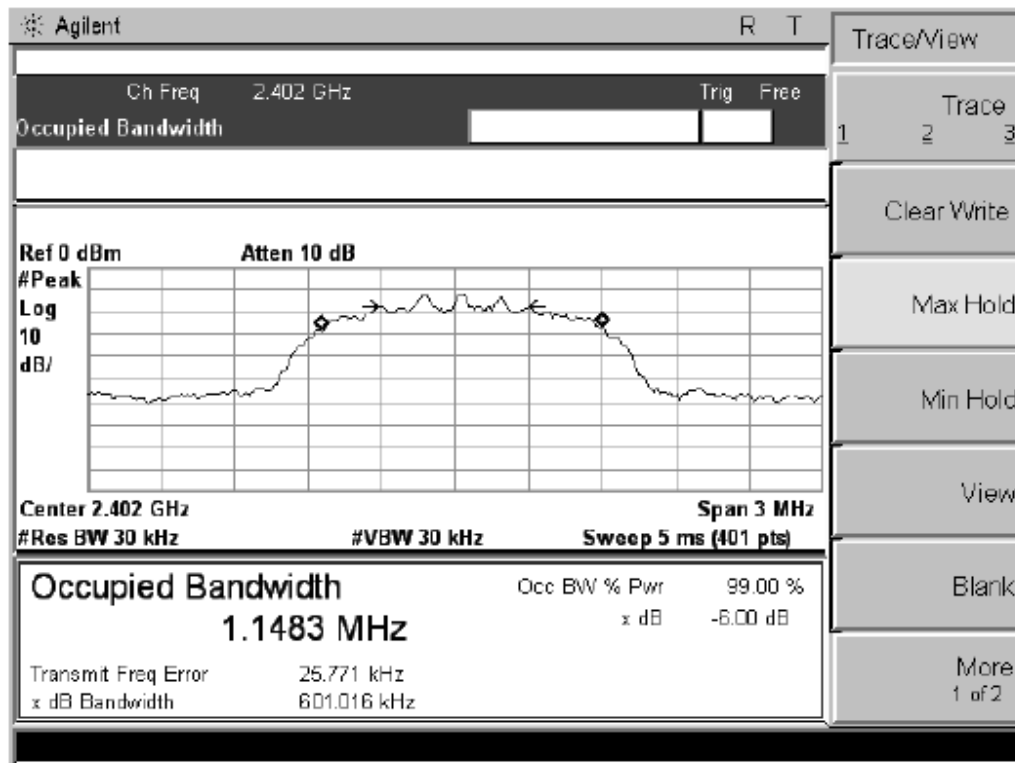 Agilent R T
Trace/View
Ch Freq 2.402 GHz Trig Free
Occupied Bandwidth
Trace
1 2 3
Clear Write
Max Hold
Min Hold
View
Blank
More
1 of 2
Ref 0 dBm Atten 10 dB
#Peak
Log
10
dB/
Center 2.402 GHz Span 3 MHz
#Res BW 30 kHz #VBW 30 kHz Sweep 5 ms (401 pts)
Occupied Bandwidth Occ BW % Pwr 99.00 %
1.1483 MHz x dB -6.00 dB
Transmit Freq Error 25.771 kHz
x dB Bandwidth 601.016 kHz